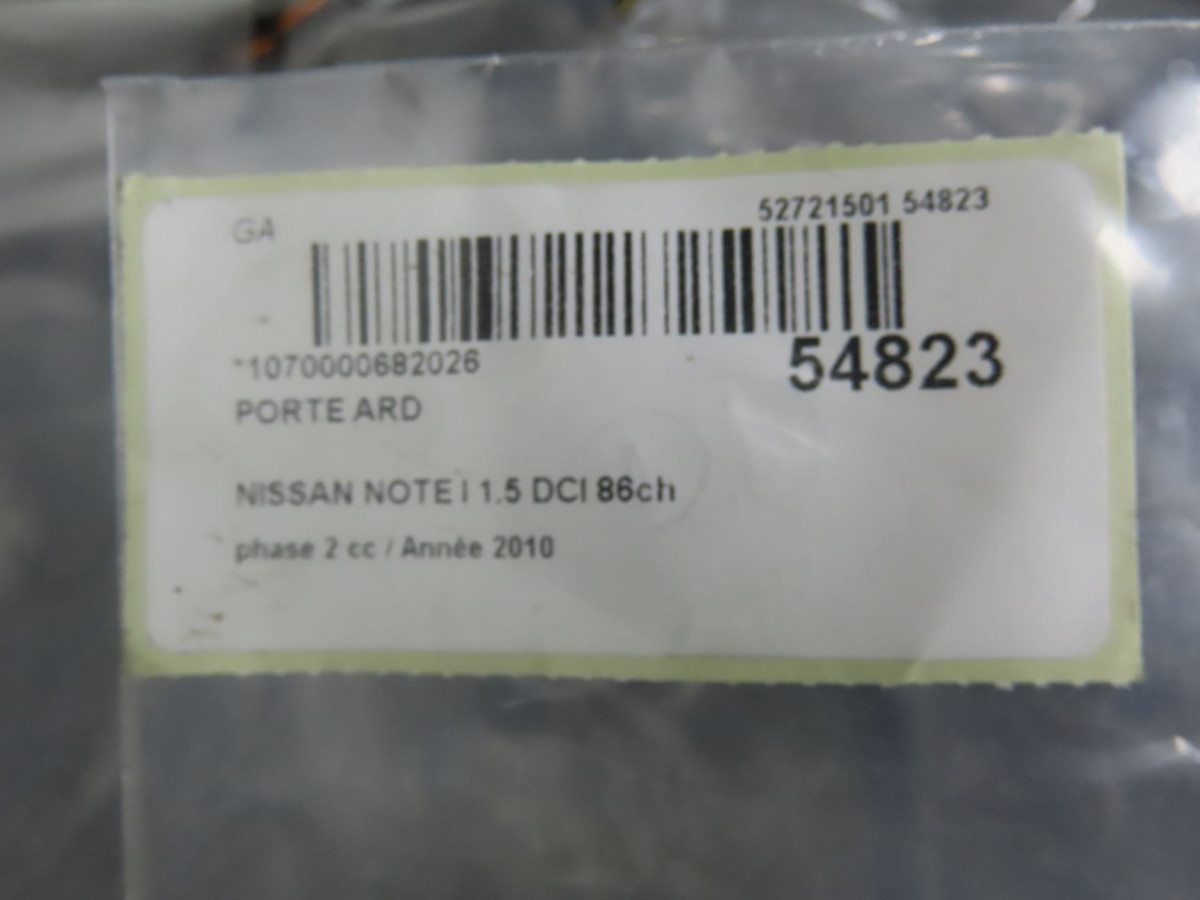 GA
52721501 54823
*1070000682026
54823
PORTE ARD
NISSAN NOTE I 1.5 DCI 86ch
phase 2 cc / Année 2010